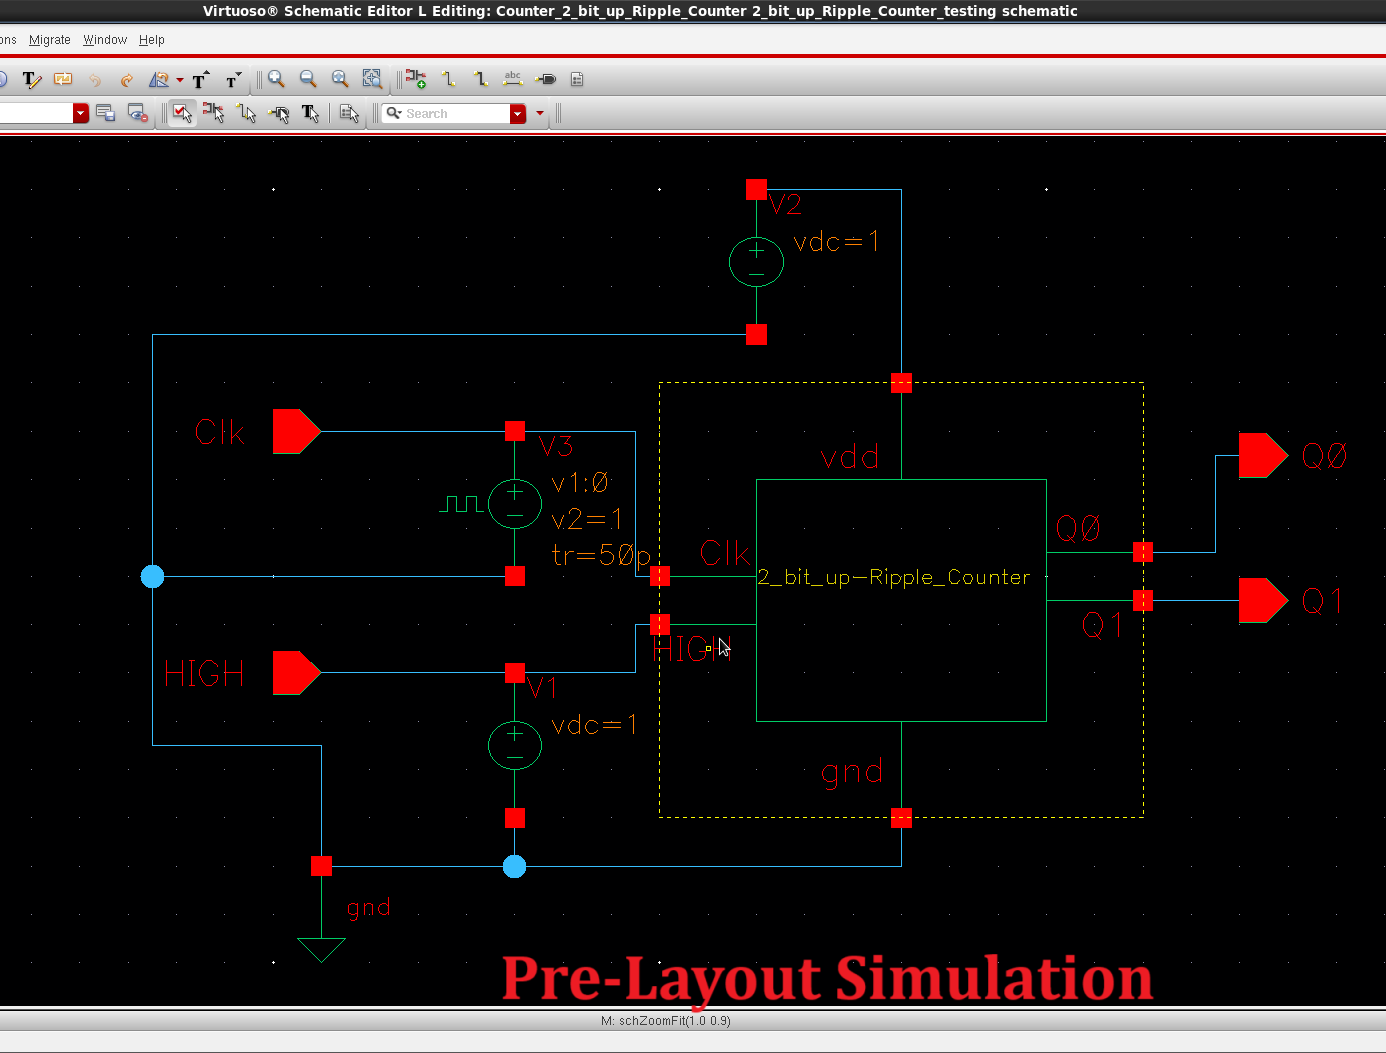 Virtuoso® Schematic Editor L Editing: Counter_2_bit_up_Ripple_Counter 2_bit_up_Ripple_Counter_testing schematic
ons Migrate Window Help
abc
Search
V2
vdc=1
Clk
V3
v1:0
v2=1
tr=50p
vdd
Q0
Clk
Q0
2_bit_up-Ripple_Counter
Q1
Q1
HIGH
HIGH
V1
vdc=1
gnd
gnd
Pre-Layout Simulation
M: schZoomFit(1.0 0.9)